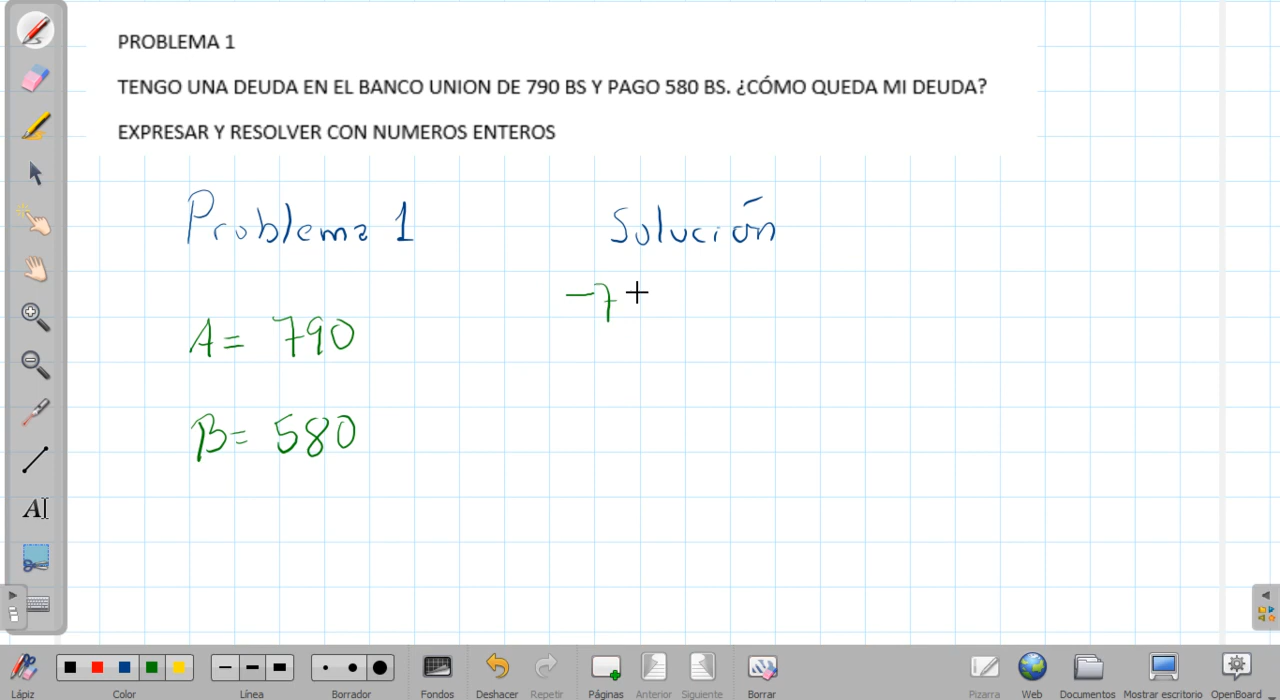 PROBLEMA 1
TENGO UNA DEUDA EN EL BANCO UNION DE 790 BS Y PAGO 580 BS. ¿CÓMO QUEDA MI DEUDA?
EXPRESAR Y RESOLVER CON NUMEROS ENTEROS
Problema 1
Solución
-7
A = 790
B = 580
Lápiz
Color
Línea
Borrador
Fondos
Deshacer
Repetir
Páginas
Anterior
Siguiente
Borrar
Pizarra
Web
Documentos
Mostrar escritorio
OpenBoard